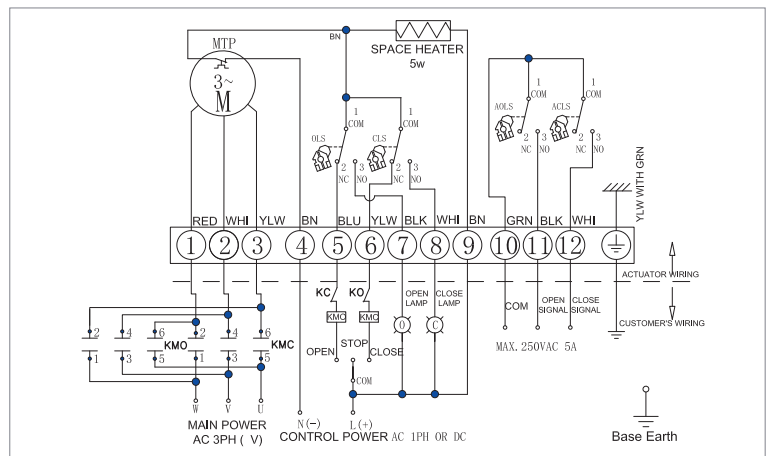 BN
MTP
SPACE HEATER
5w
3~
M
1
COM
1
COM
OLS
CLS
2
NC
3
NO
2
NC
3
NO
1
COM
1
COM
AOLS
ACLS
2
NC
3
NO
2
NC
3
NO
YLW WITH GRN
RED WHI YLW BN BLU YLW BLK WHI BN GRN BLK WHI
1 2 3 4 5 6 7 8 9 10 11 12
ACTUATOR WIRING
CUSTOMER'S WIRING
KC KO
OPEN LAMP
CLOSE LAMP
KMC KMC
O C
COM
OPEN SIGNAL
CLOSE SIGNAL
MAX. 250VAC 5A
2 4 6 2 4 6
KMO KMC
1 3 5 1 3 5
OPEN STOP CLOSE
COM
W V U
N(-) L(+)
MAIN POWER
AC 3PH ( V)
CONTROL POWER AC 1PH OR DC
Base Earth